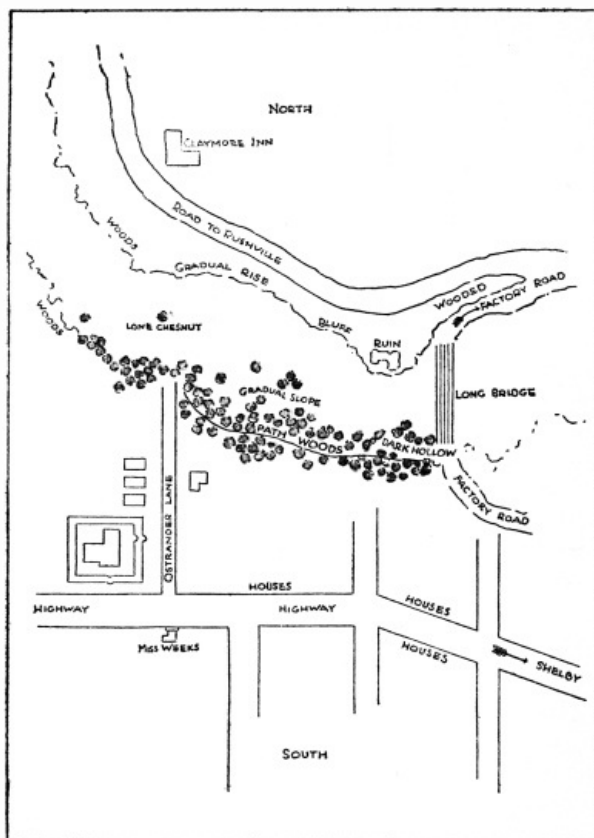 NORTH
CLAYMORE INN
ROAD TO RUSHVILLE
WOODS
GRADUAL RISE
WOODED
FACTORY ROAD
WOODS
LONE CHESNUT
BLUFF
RUIN
LONG BRIDGE
GRADUAL SLOPE
PATH WOODS
DARK HOLLOW
FACTORY ROAD
OSTRANDER LANE
HOUSES
HIGHWAY
HIGHWAY
HOUSES
MISS WEEKS
HOUSES
SHELBY
SOUTH